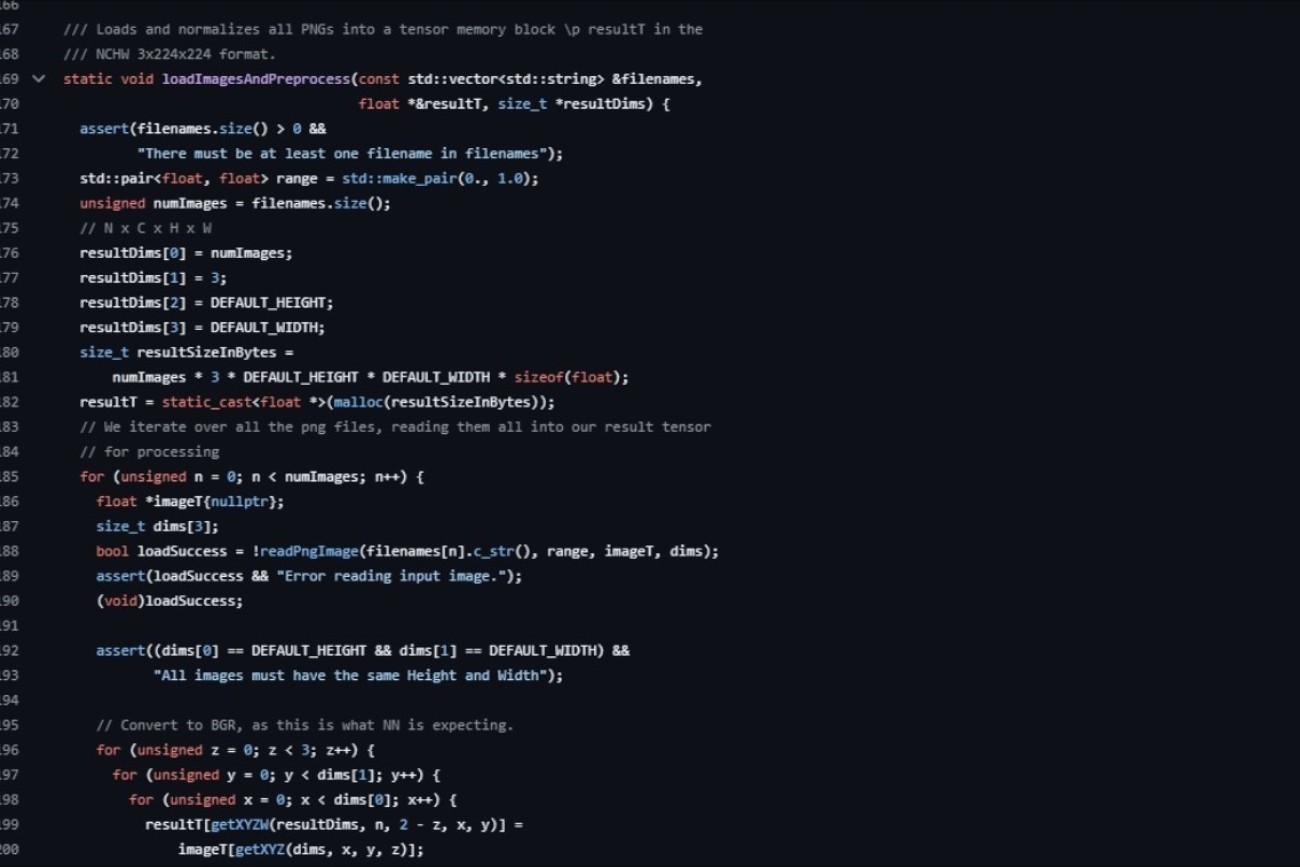 166
167 /// Loads and normalizes all PNGs into a tensor memory block \p resultT in the
168 /// NCHW 3x224x224 format.
169 static void loadImagesAndPreprocess(const std::vector<std::string> &filenames,
170 float *&resultT, size_t *resultDims) {
171 assert(filenames.size() > 0 &&
172 "There must be at least one filename in filenames");
173 std::pair<float, float> range = std::make_pair(0., 1.0);
174 unsigned numImages = filenames.size();
175 // N x C x H x W
176 resultDims[0] = numImages;
177 resultDims[1] = 3;
178 resultDims[2] = DEFAULT_HEIGHT;
179 resultDims[3] = DEFAULT_WIDTH;
180 size_t resultSizeInBytes =
181 numImages * 3 * DEFAULT_HEIGHT * DEFAULT_WIDTH * sizeof(float);
182 resultT = static_cast<float *>(malloc(resultSizeInBytes));
183 // We iterate over all the png files, reading them all into our result tensor
184 // for processing
185 for (unsigned n = 0; n < numImages; n++) {
186 float *imageT{nullptr};
187 size_t dims[3];
188 bool loadSuccess = !readPngImage(filenames[n].c_str(), range, imageT, dims);
189 assert(loadSuccess && "Error reading input image.");
190 (void)loadSuccess;
191
192 assert((dims[0] == DEFAULT_HEIGHT && dims[1] == DEFAULT_WIDTH) &&
193 "All images must have the same Height and Width");
194
195 // Convert to BGR, as this is what NN is expecting.
196 for (unsigned z = 0; z < 3; z++) {
197 for (unsigned y = 0; y < dims[1]; y++) {
198 for (unsigned x = 0; x < dims[0]; x++) {
199 resultT[getXYZW(resultDims, n, 2 - z, x, y)] =
200 imageT[getXYZ(dims, x, y, z)];